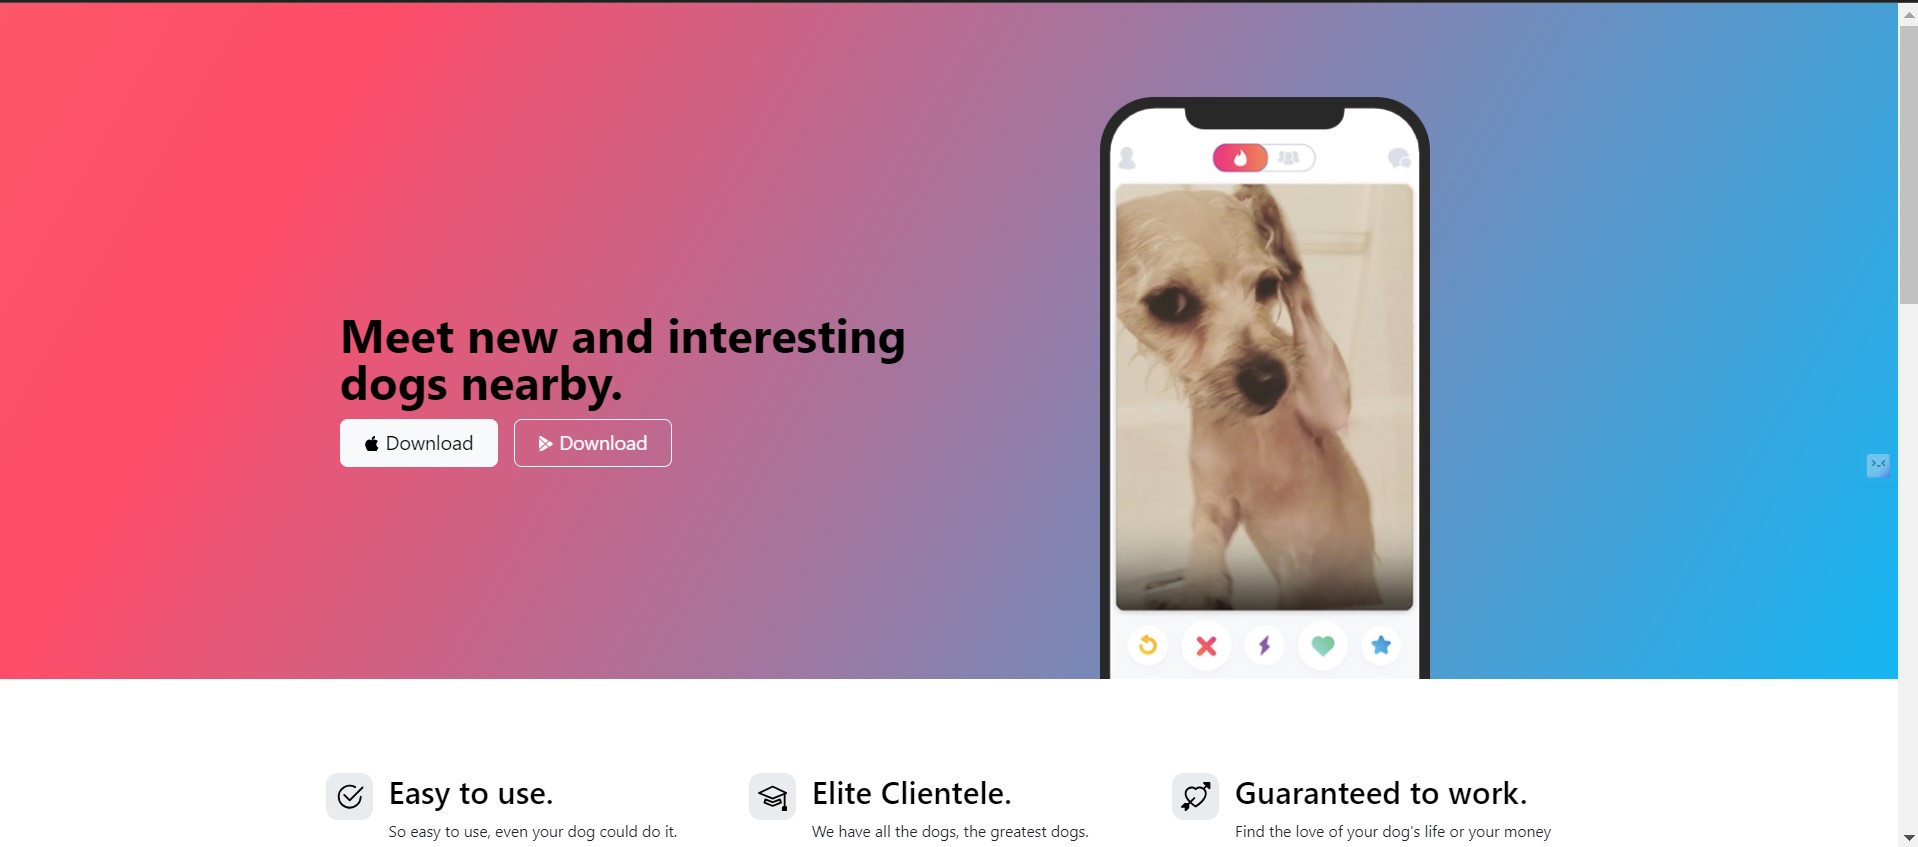 Meet new and interesting
dogs nearby.
Download
Download
Easy to use.
So easy to use, even your dog could do it.
Elite Clientele.
We have all the dogs, the greatest dogs.
Guaranteed to work.
Find the love of your dog's life or your money